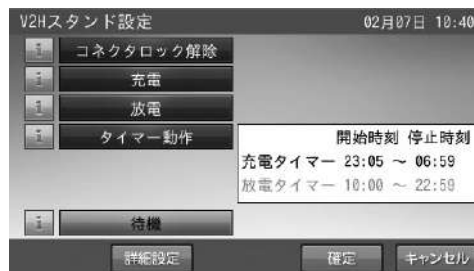 V2Hスタンド設定 02月07日 10:40
i コネクタロック解除
i 充電
i 放電
i タイマー動作
開始時刻 停止時刻
充電タイマー 23:05 ～ 06:59
放電タイマー 10:00 ～ 22:59
i 待機
詳細設定 確定 キャンセル